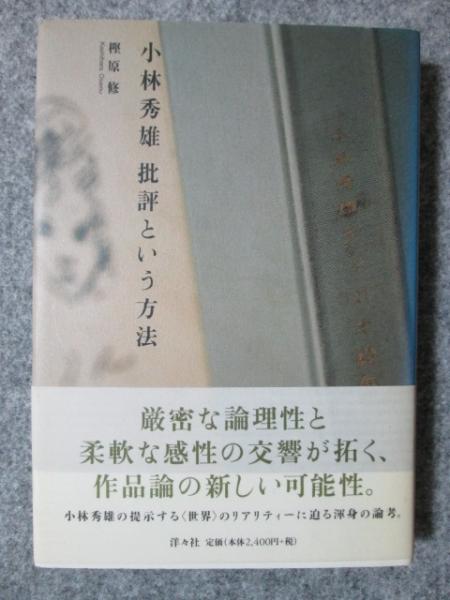 小林秀雄 批評という方法
樫原修
Kashihara Osamu
厳密な論理性と
柔軟な感性の交響が拓く、
作品論の新しい可能性。
小林秀雄の提示する〈世界〉のリアリティーに迫る渾身の論考。
洋々社 定価(本体2,400円+税)